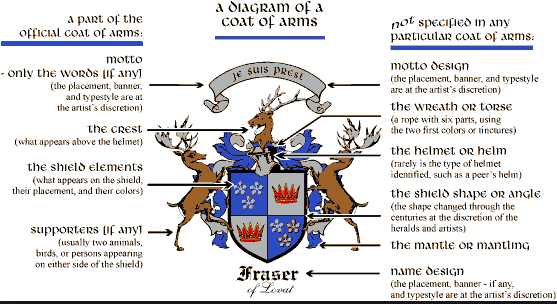 a diagram of a
coat of arms
a part of the
official coat of arms:
motto
- only the words (if any)
(the placement, banner,
and typestyle are at
the artist's discretion)
the crest
(what appears above the helmet)
the shield elements
(what appears on the shield,
their placement, and their colors)
supporters (if any)
(usually two animals,
birds, or persons appearing
on either side of the shield)
je suis prest
Fraser
of Lovat
not specified in any
particular coat of arms:
motto design
(the placement, banner, and typestyle
are at the artist's discretion)
the wreath or torse
(a rope with six parts, using
the two first colors or tinctures)
the helmet or helm
(rarely is the type of helmet
identified, such as a peer's helm)
the shield shape or angle
(the shape changed through the
centuries at the discretion of the
heralds and artists)
the mantle or mantling
name design
(the placement, banner - if any,
and typestyle are at the artist's discretion)